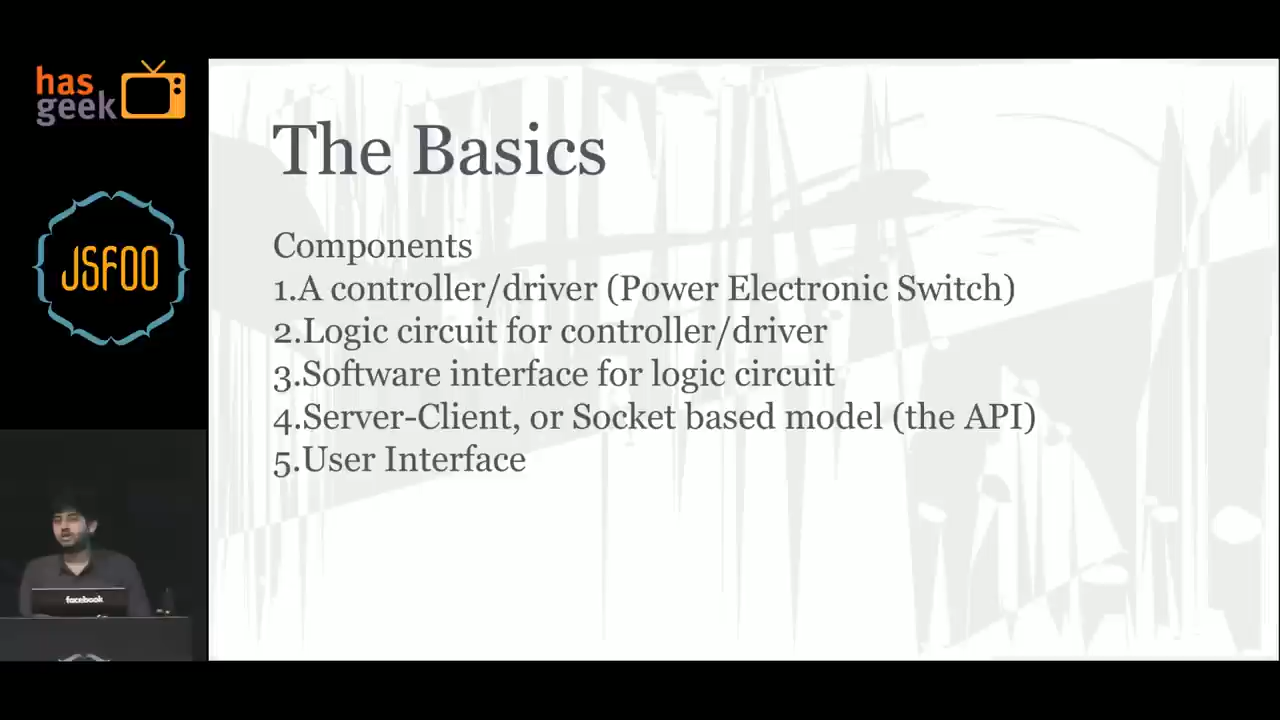 has
geek
JSFOO
The Basics
Components
1.A controller/driver (Power Electronic Switch)
2.Logic circuit for controller/driver
3.Software interface for logic circuit
4.Server-Client, or Socket based model (the API)
5.User Interface
facebook